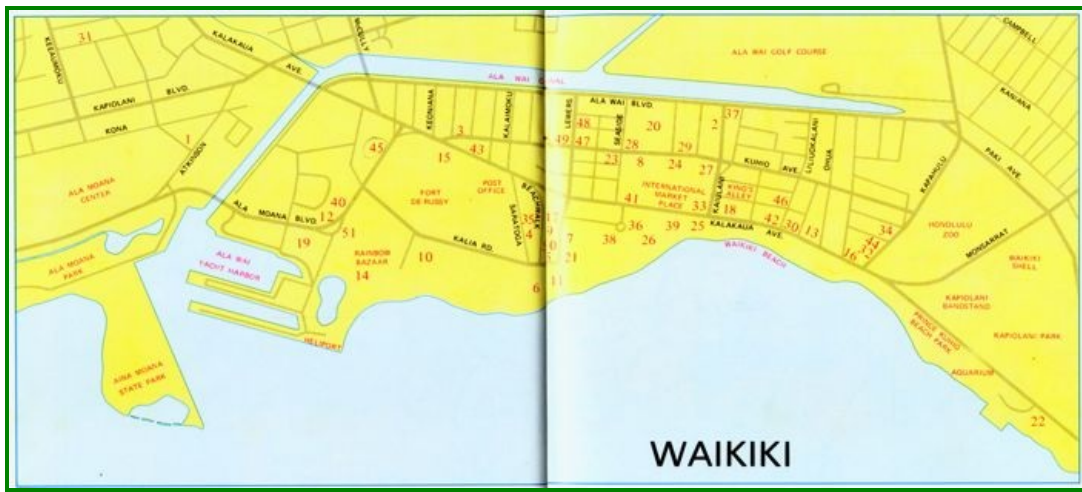 31
KEEAUMOKU
KALAKAUA
AVE.
McCULLY
KAPIOLANI BLVD.
KONA
1
ATKINSON
ALA MOANA
CENTER
ALA MOANA
PARK
AINA MOANA
STATE PARK
ALA WAI
YACHT HARBOR
ALA MOANA BLVD.
19
12
40
51
45
15
3
43
KEONIANA
KALAIMOKU
FORT
DE RUSSY
POST
OFFICE
RAINBOW
BAZAAR
14
10
KALIA RD.
SARATOGA
BEACHWALK
35
4
6
HELIPORT
ALA WAI CANAL
ALA WAI GOLF COURSE
CAMPBELL
KANIANA
ALA WAI BLVD.
LEWERS
SEASIDE
48
49
47
28
20
29
2
37
23
8
24
27
KUHIO AVE.
LILIUOKALANI
OHUA
KAPAHULU
PAKI AVE.
INTERNATIONAL
MARKET
PLACE
41
33
KAIULANI
KING'S
ALLEY
18
46
42
30
13
KALAKAUA AVE.
36
38
26
39
25
7
21
11
WAIKIKI BEACH
34
44
16
HONOLULU
ZOO
MONSARRAT
WAIKIKI
SHELL
KAPIOLANI
BANDSTAND
KAPIOLANI PARK
PRINCE KUHIO
BEACH PARK
AQUARIUM
22
WAIKIKI